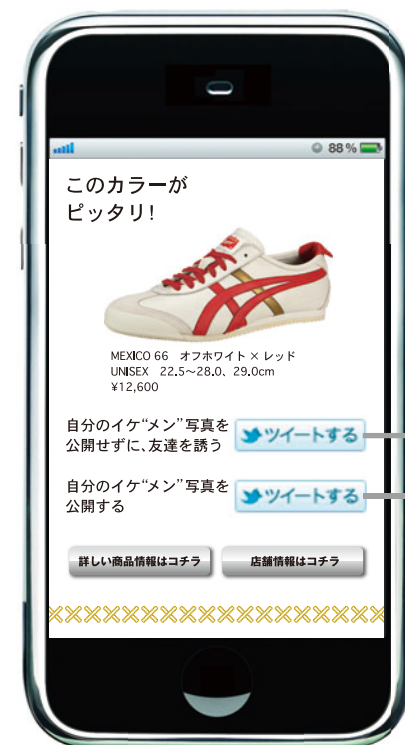 88%
このカラーが
ピッタリ!
MEXICO 66 オフホワイト × レッド
UNISEX 22.5〜28.0、29.0cm
¥12,600
自分のイケ“メン”写真を
公開せずに、友達を誘う
ツイートする
自分のイケ“メン”写真を
公開する
ツイートする
詳しい商品情報はコチラ
店舗情報はコチラ